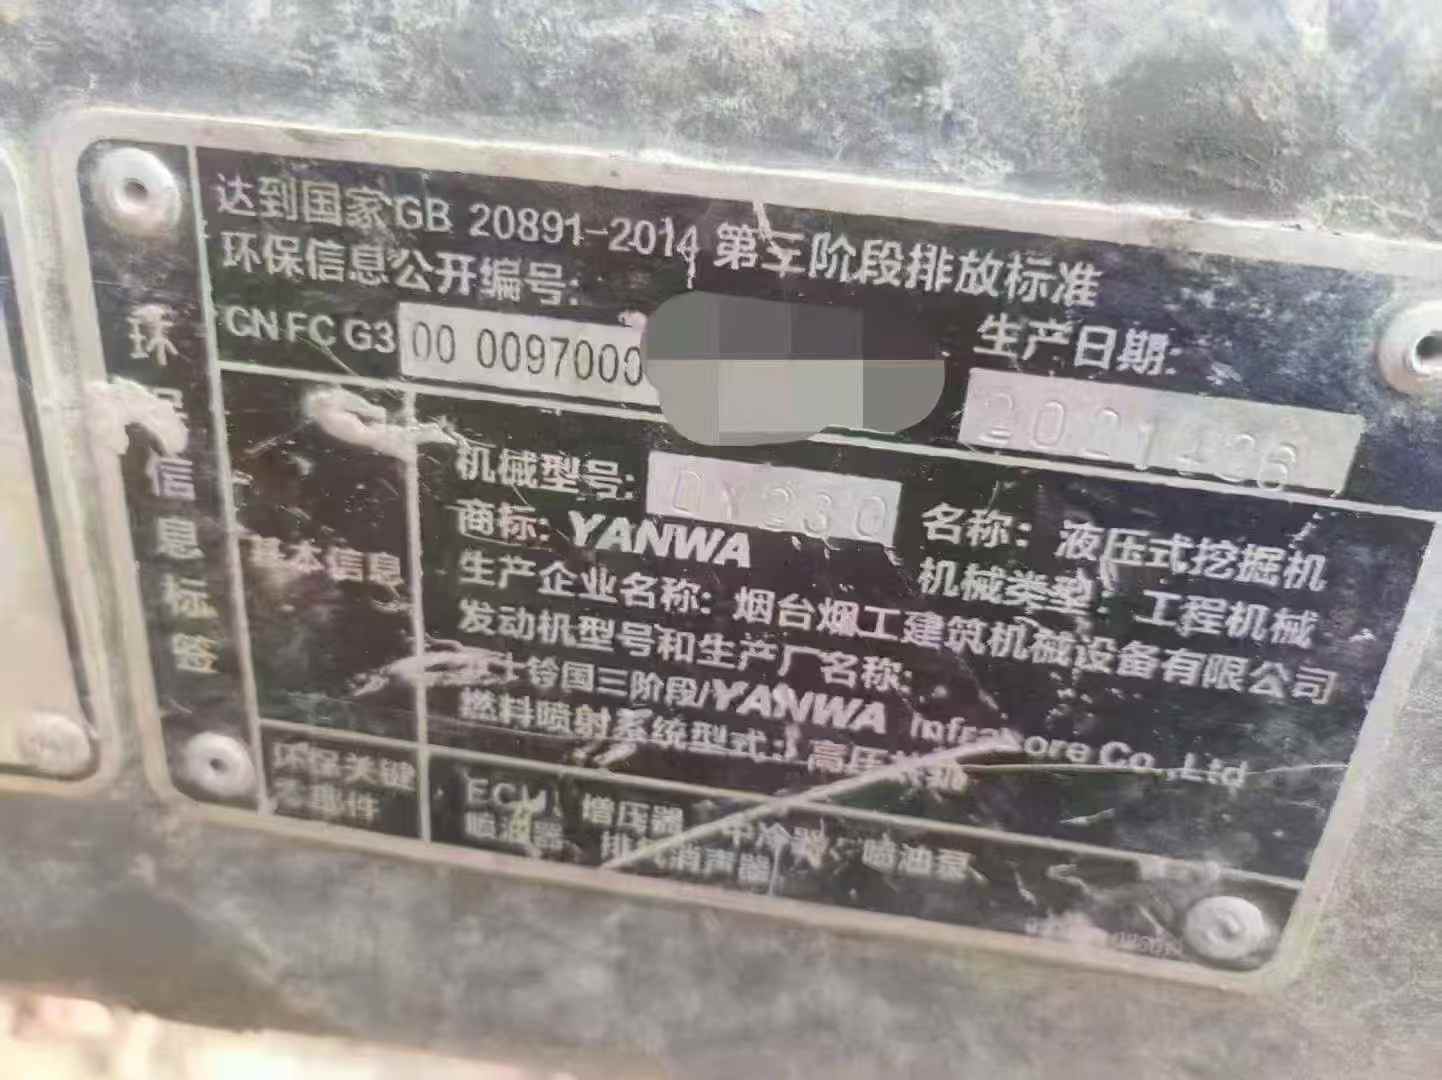 达到国家GB 20891-2014 第三阶段排放标准
环保信息公开编号:
CN FC G3 00 0097000
生产日期:
环保信息标签
基本信息
机械型号: DY230
名称: 液压式挖掘机
商标: YANWA
机械类型: 工程机械
生产企业名称: 烟台烟工建筑机械设备有限公司
发动机型号和生产厂名称:
铃国三阶段/YANWA Co.,Ltd
燃料喷射系统型式: 高压
环保关键
零部件
ECU、增压器、中冷器、喷油泵
喷油器、排气消声器